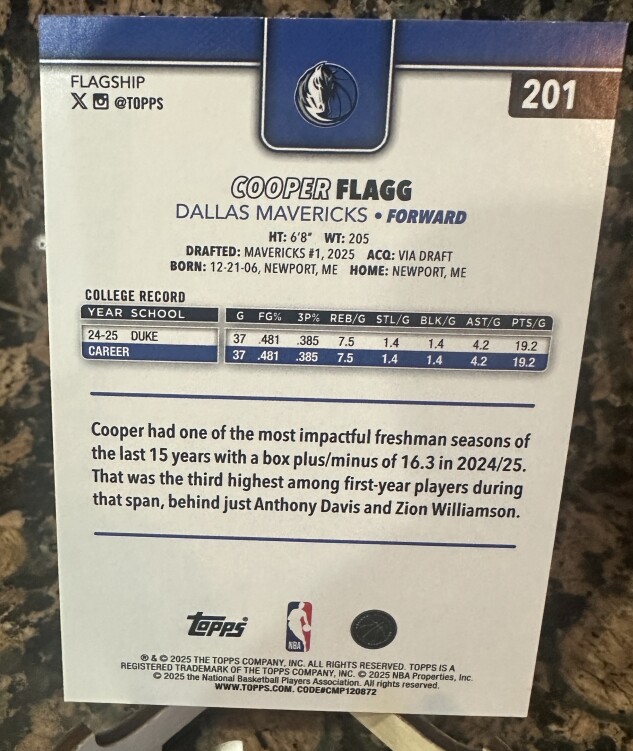 FLAGSHIP
201
X @TOPPS
COOPER FLAGG
DALLAS MAVERICKS • FORWARD
HT: 6'8" WT: 205
DRAFTED: MAVERICKS #1, 2025 ACQ: VIA DRAFT
BORN: 12-21-06, NEWPORT, ME HOME: NEWPORT, ME
COLLEGE RECORD
YEAR SCHOOL G FG% 3P% REB/G STL/G BLK/G AST/G PTS/G
24-25 DUKE 37 .481 .385 7.5 1.4 1.4 4.2 19.2
CAREER 37 .481 .385 7.5 1.4 1.4 4.2 19.2
Cooper had one of the most impactful freshman seasons of
the last 15 years with a box plus/minus of 16.3 in 2024/25.
That was the third highest among first-year players during
that span, behind just Anthony Davis and Zion Williamson.
Topps
NBA
® & © 2025 THE TOPPS COMPANY, INC. ALL RIGHTS RESERVED. TOPPS IS A
REGISTERED TRADEMARK OF THE TOPPS COMPANY, INC. © 2025 NBA Properties, Inc.
© 2025 the National Basketball Players Association. All rights reserved.
WWW.TOPPS.COM. CODE#CMP120872